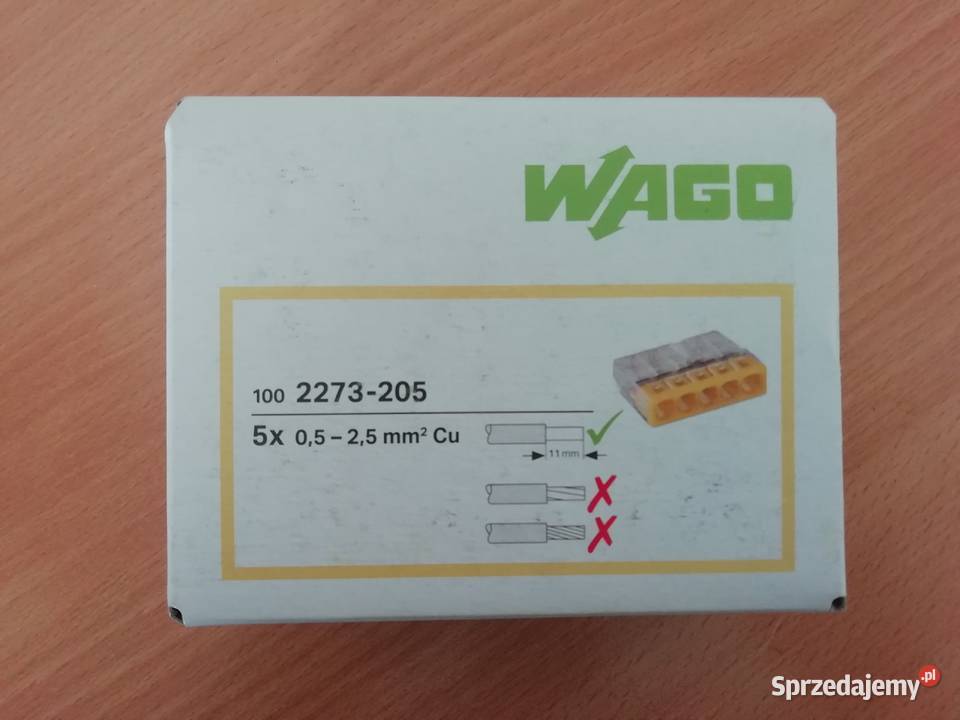 WAGO
100 2273-205
5x 0,5 – 2,5 mm² Cu
11 mm
Sprzedajemy.pl